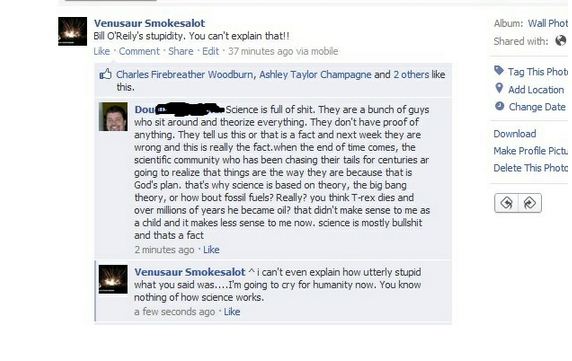 Venusaur Smokesalot
Bill O'Reily's stupidity. You can't explain that!!
Like · Comment · Share · Edit · 37 minutes ago via mobile
Charles Firebreather Woodburn, Ashley Taylor Champagne and 2 others like
this.
Dou Science is full of shit. They are a bunch of guys
who sit around and theorize everything. They don't have proof of
anything. They tell us this or that is a fact and next week they are
wrong and this is really the fact.when the end of time comes, the
scientific community who has been chasing their tails for centuries ar
going to realize that things are the way they are because that is
God's plan. that's why science is based on theory, the big bang
theory, or how bout fossil fuels? Really? you think T-rex dies and
over millions of years he became oil? that didn't make sense to me as
a child and it makes less sense to me now. science is mostly bullshit
and thats a fact
2 minutes ago · Like
Venusaur Smokesalot ^ i can't even explain how utterly stupid
what you said was....I'm going to cry for humanity now. You know
nothing of how science works.
a few seconds ago · Like
Album: Wall Phot
Shared with:
Tag This Photo
Add Location
Change Date
Download
Make Profile Pictu
Delete This Photo